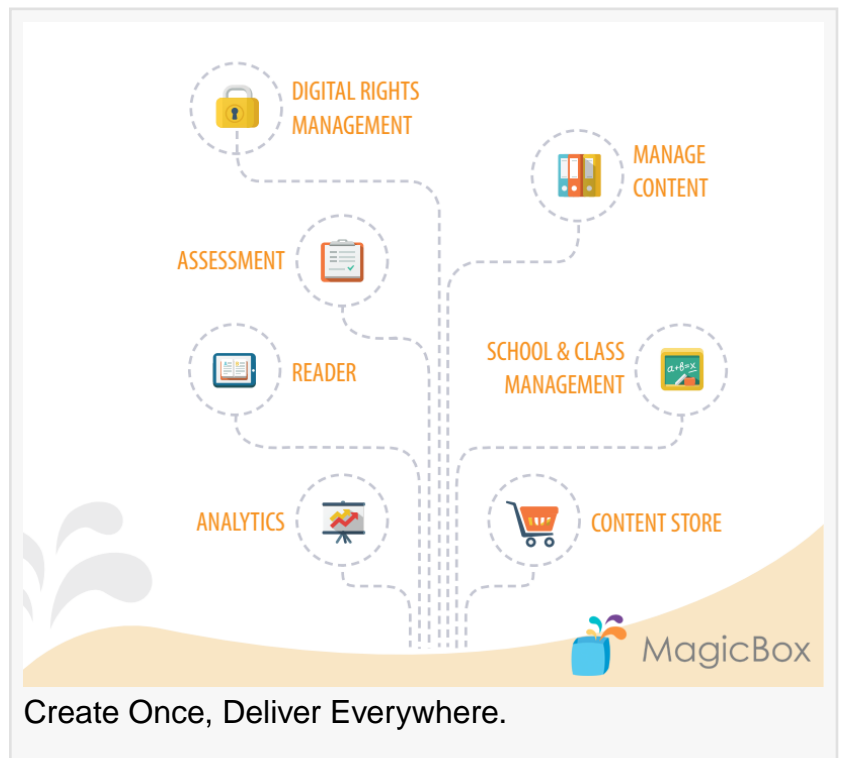 DIGITAL RIGHTS
MANAGEMENT
MANAGE
CONTENT
ASSESSMENT
READER
SCHOOL & CLASS
MANAGEMENT
a+b=x
ANALYTICS
CONTENT STORE
MagicBox
Create Once, Deliver Everywhere.